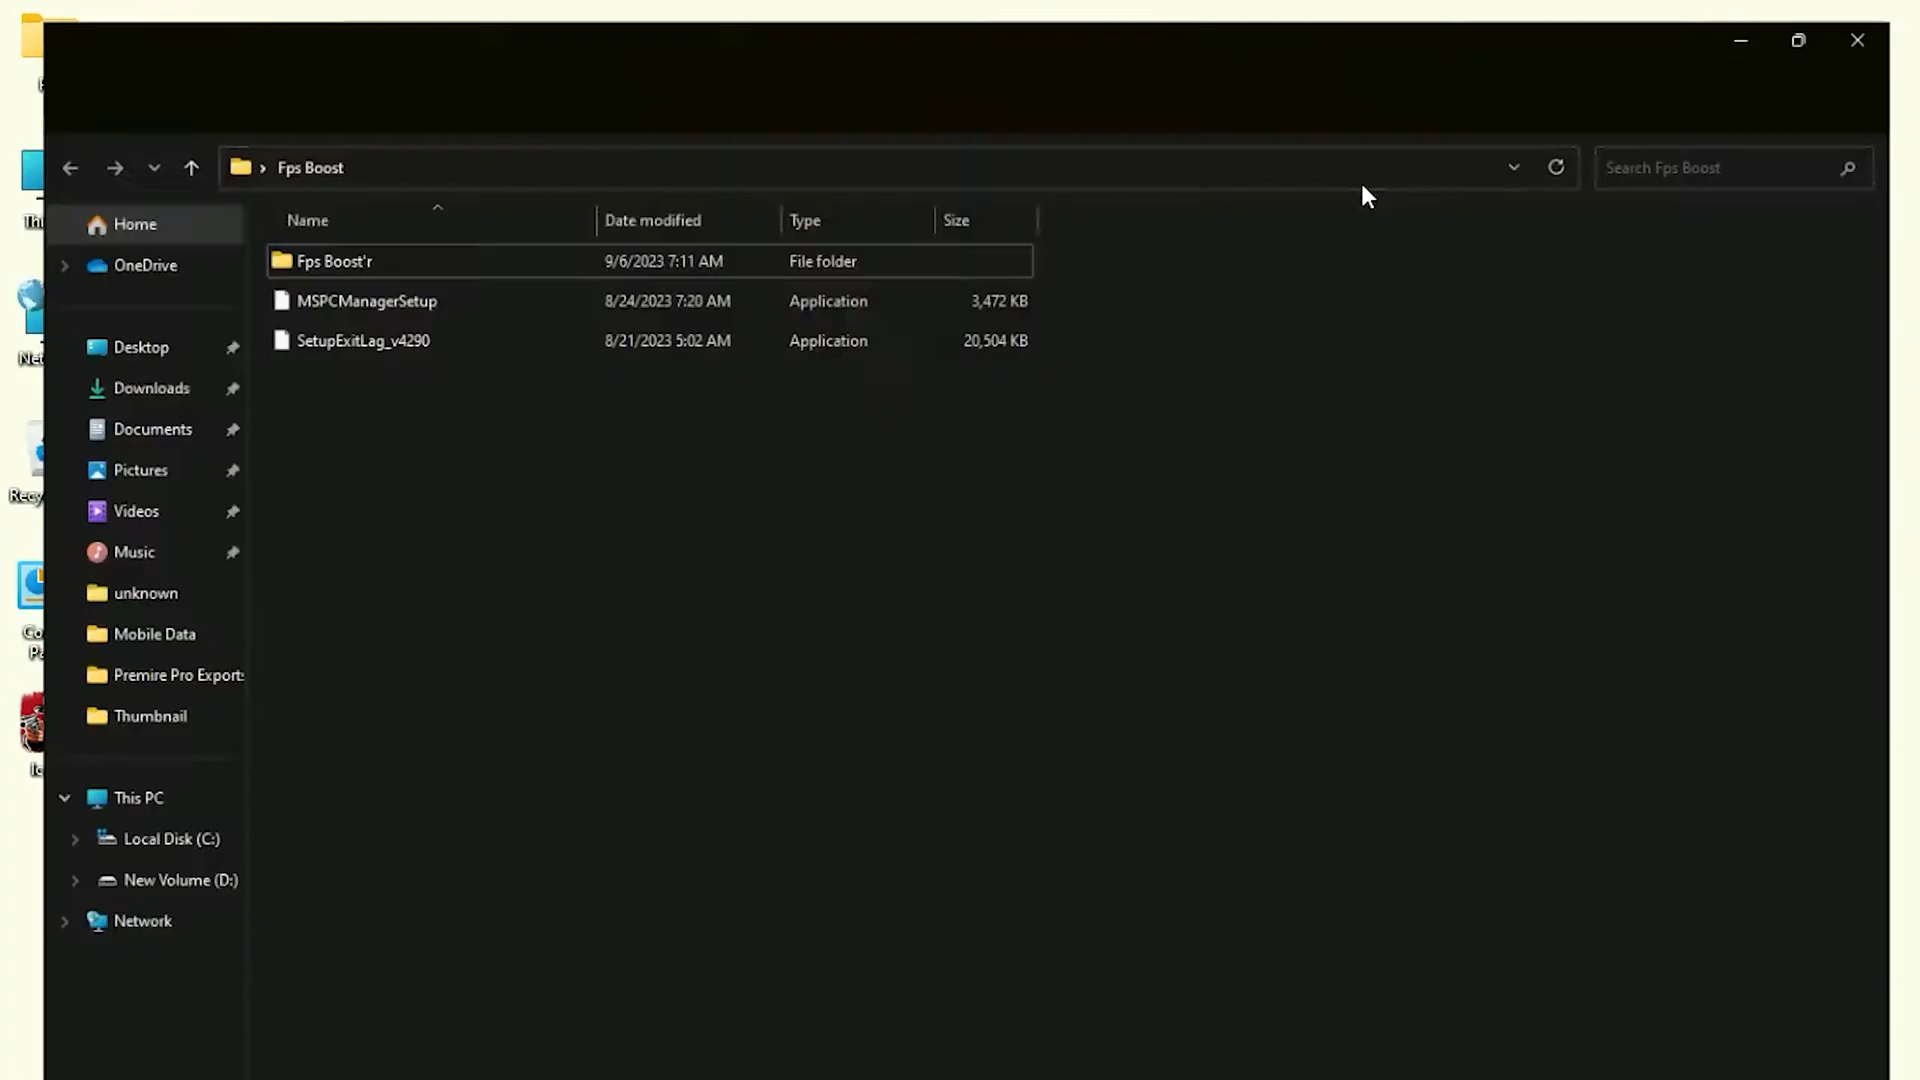 Fps Boost
Search Fps Boost
Home
OneDrive
Desktop
Downloads
Documents
Pictures
Videos
Music
unknown
Mobile Data
Premire Pro Exports
Thumbnail
This PC
Local Disk (C:)
New Volume (D:)
Network
Name Date modified Type Size
Fps Boost'r 9/6/2023 7:11 AM File folder
MSPCManagerSetup 8/24/2023 7:20 AM Application 3,472 KB
SetupExitLag_v4290 8/21/2023 5:02 AM Application 20,504 KB